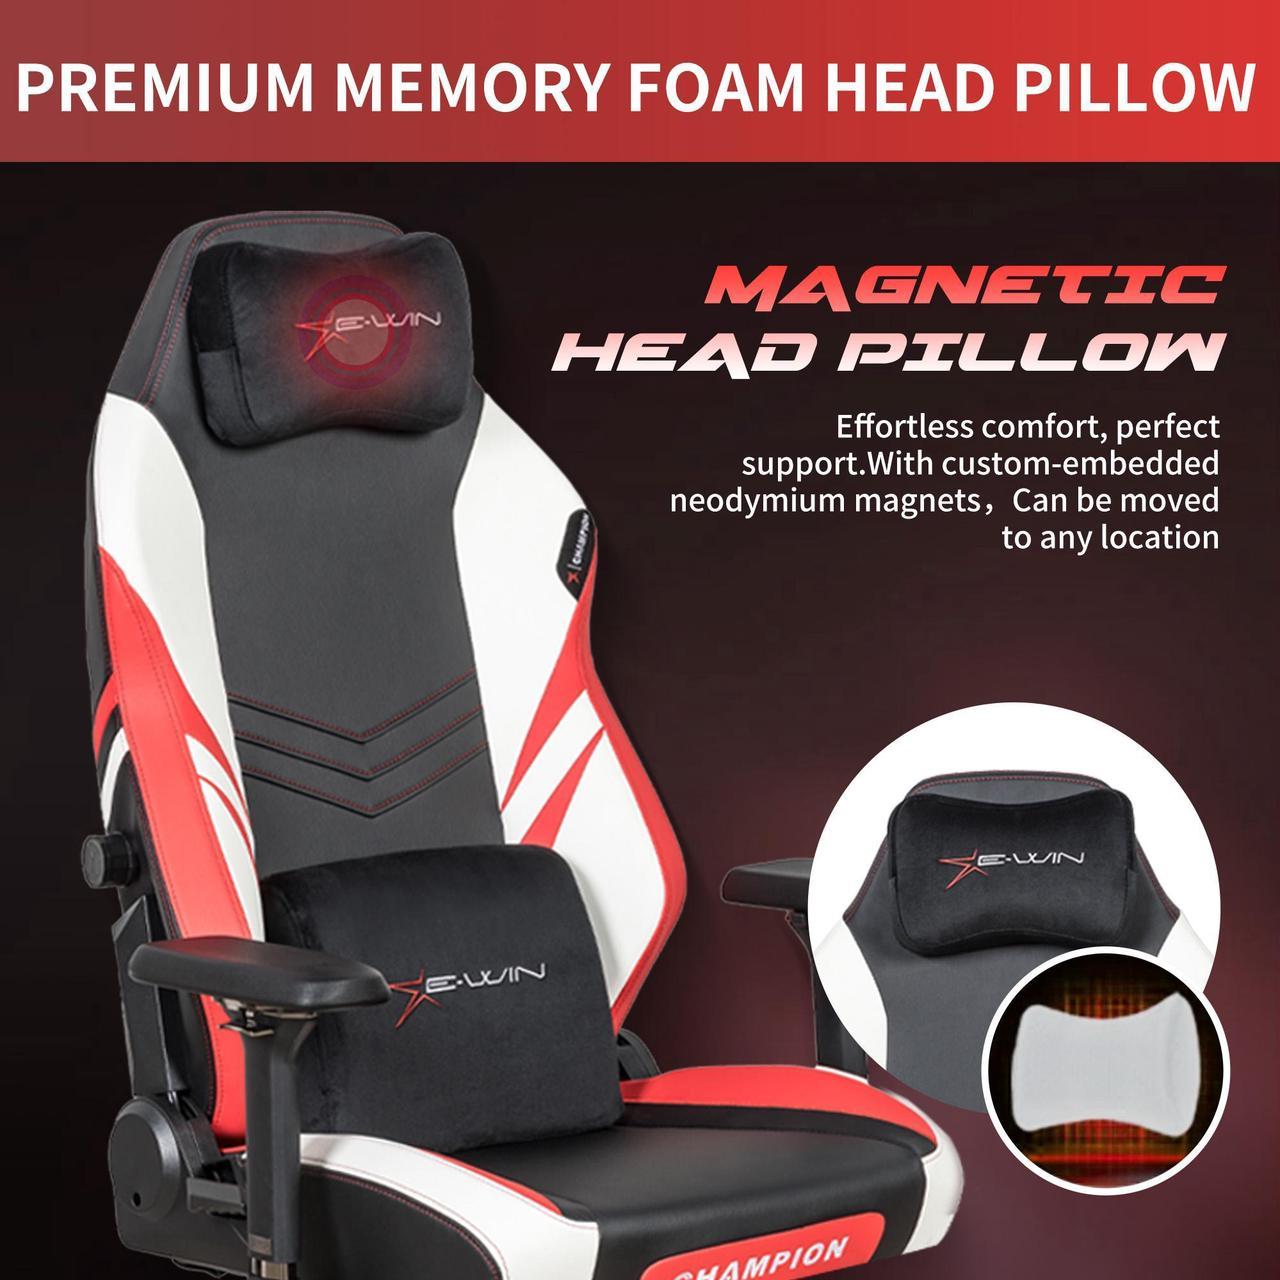 PREMIUM MEMORY FOAM HEAD PILLOW
MAGNETIC
HEAD PILLOW
Effortless comfort, perfect
support.With custom-embedded
neodymium magnets，Can be moved
to any location
E-WIN
CHAMPION
E-WIN
E-WIN
CHAMPION